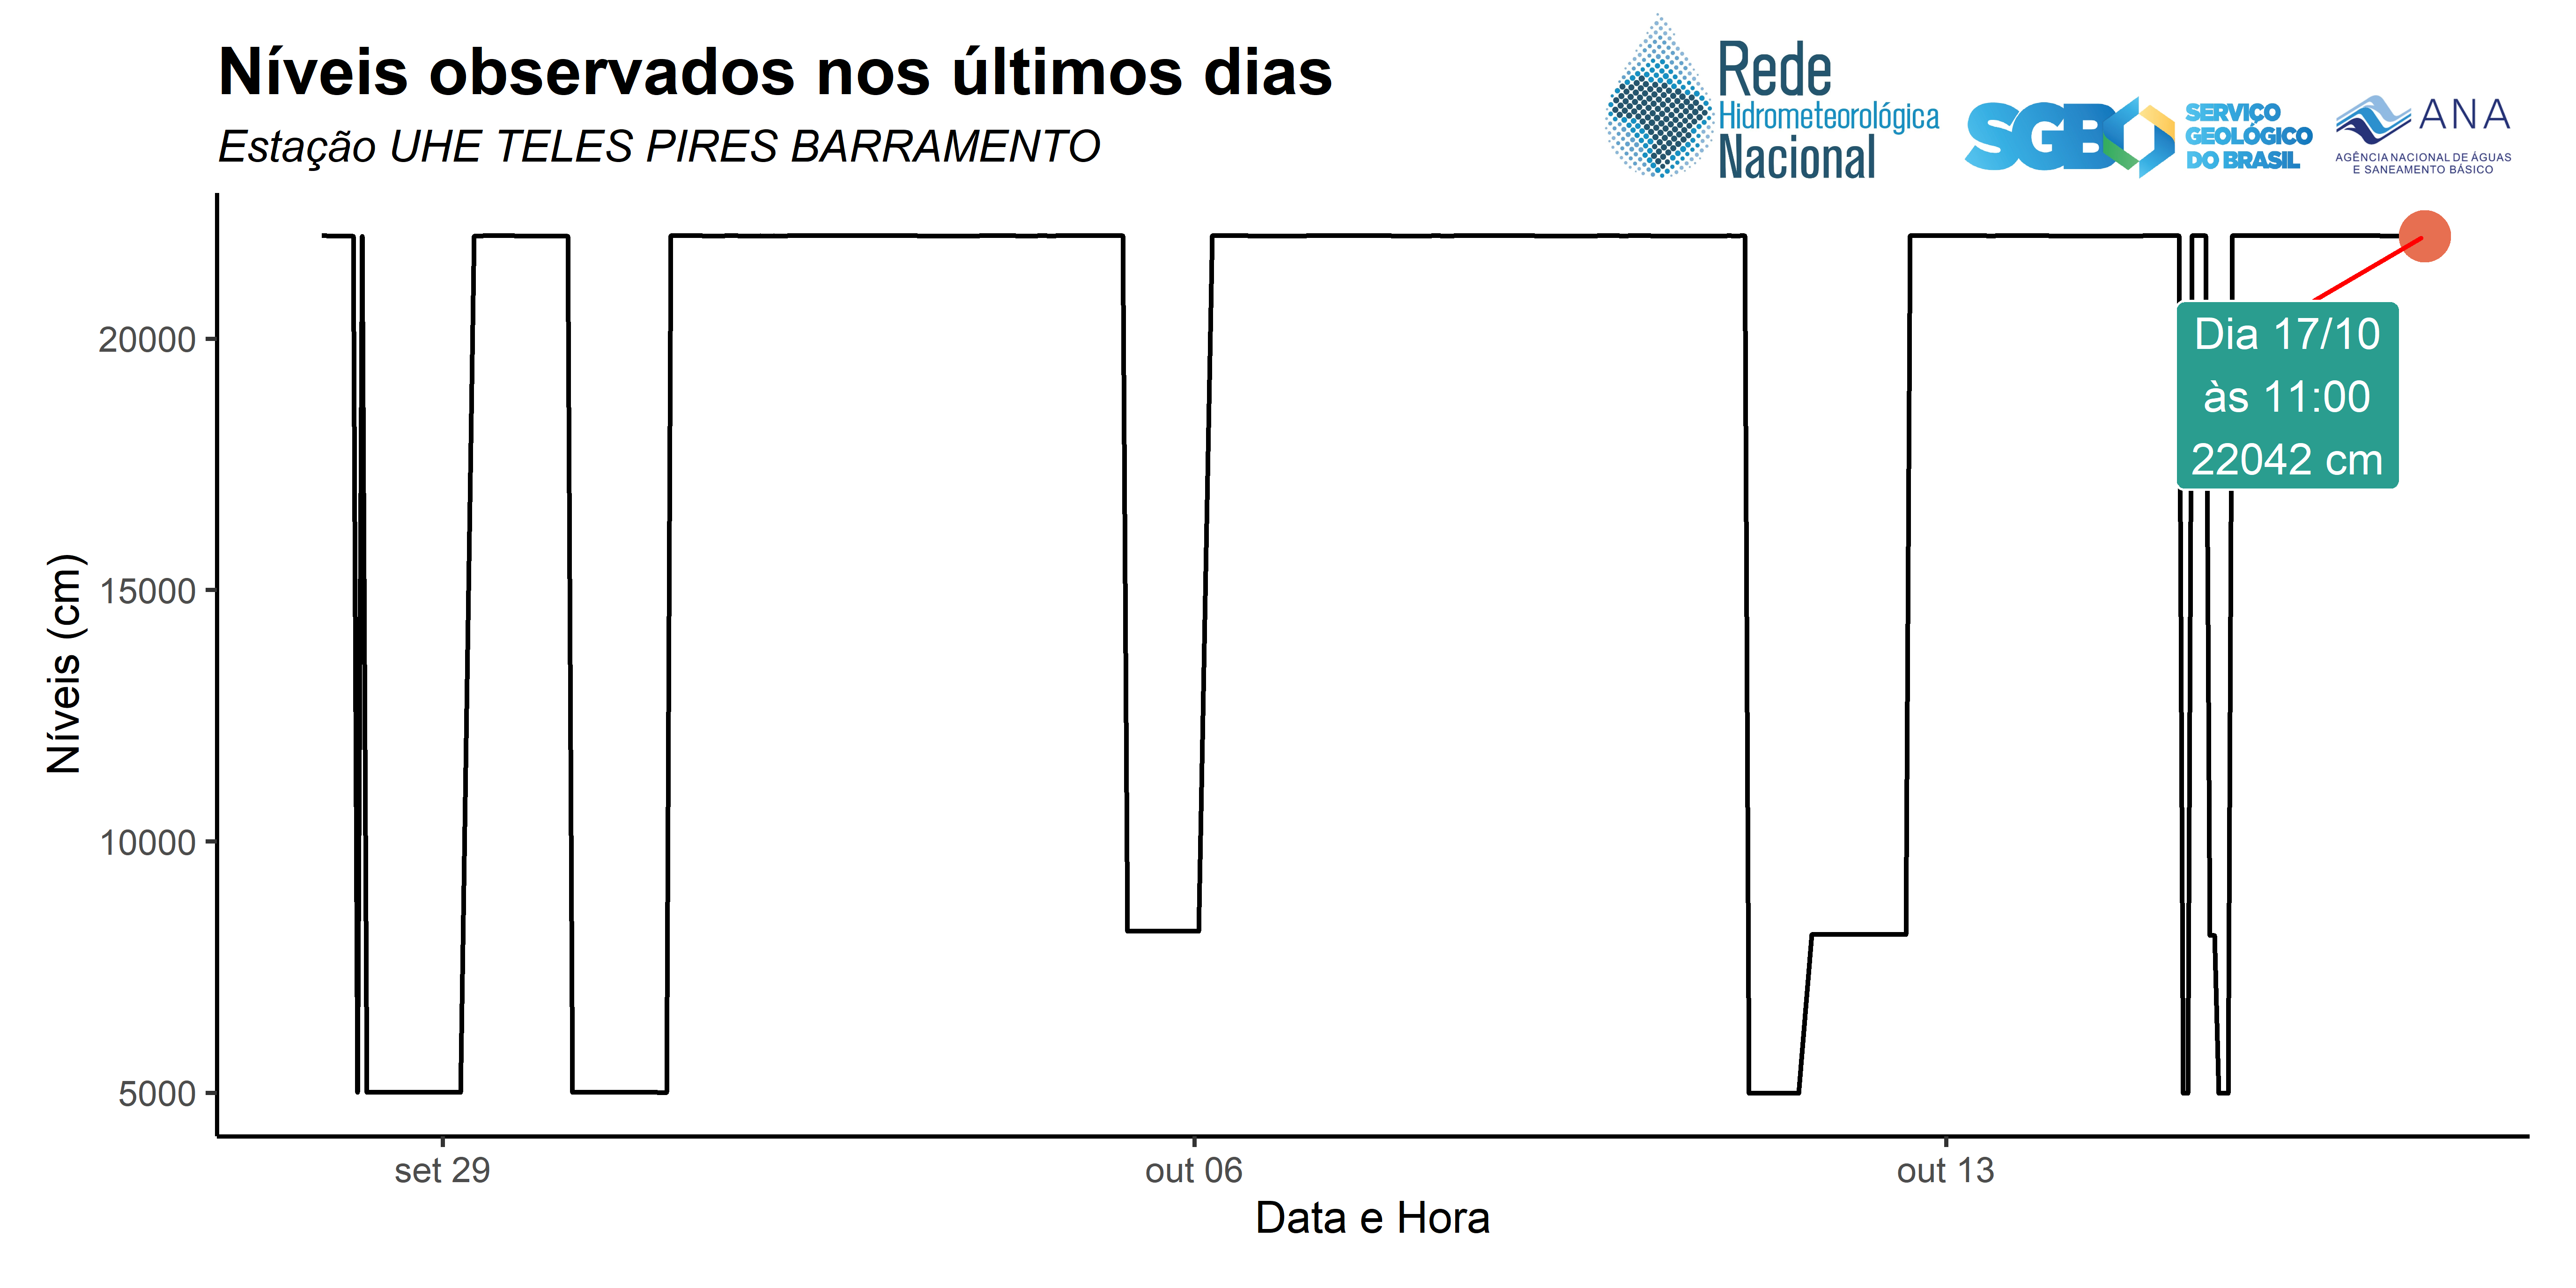 Níveis observados nos últimos dias
Estação UHE TELES PIRES BARRAMENTO
Rede
Hidrometeorológica
Nacional
SGB
SERVIÇO
GEOLÓGICO
DO BRASIL
ANA
AGÊNCIA NACIONAL DE ÁGUAS
E SANEAMENTO BÁSICO
Níveis (cm)
20000
15000
10000
5000
Dia 17/10
às 11:00
22042 cm
set 29
out 06
out 13
Data e Hora